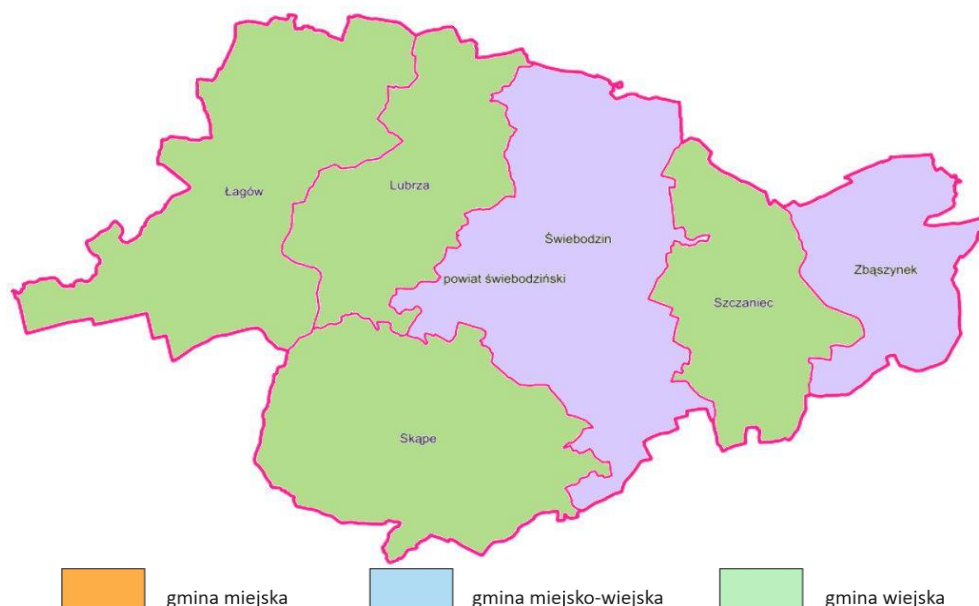 Łagów
Lubrza
Świebodzin
powiat świebodziński
Zbąszynek
Szczaniec
Skąpe
gmina miejska
gmina miejsko-wiejska
gmina wiejska